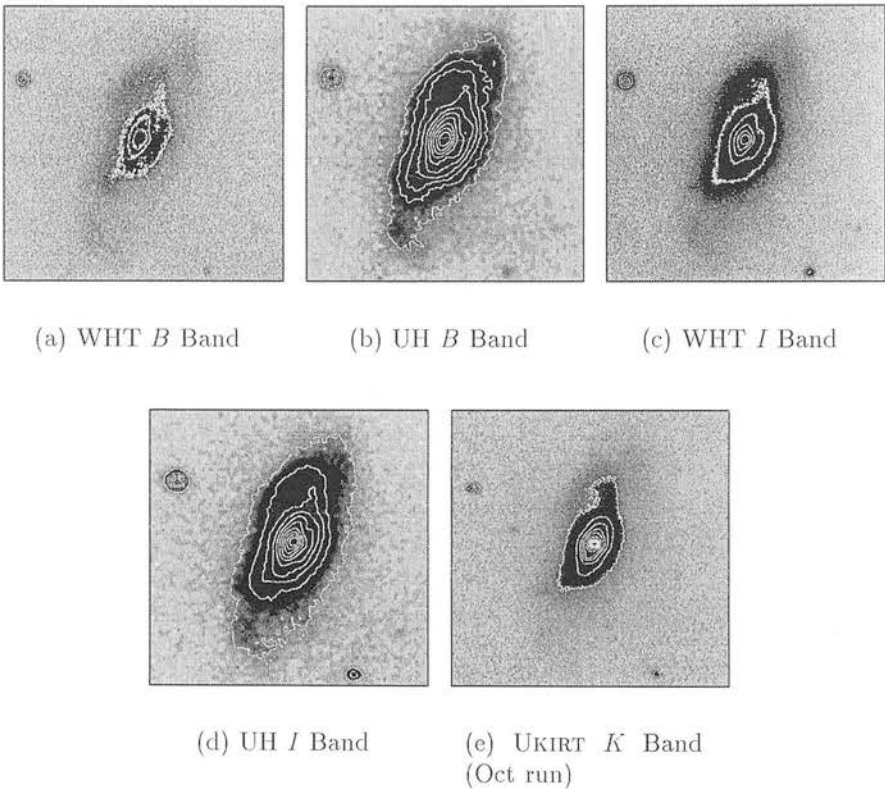 (a) WHT B Band
(b) UH B Band
(c) WHT I Band
(d) UH I Band
(e) UKIRT K Band
(Oct run)